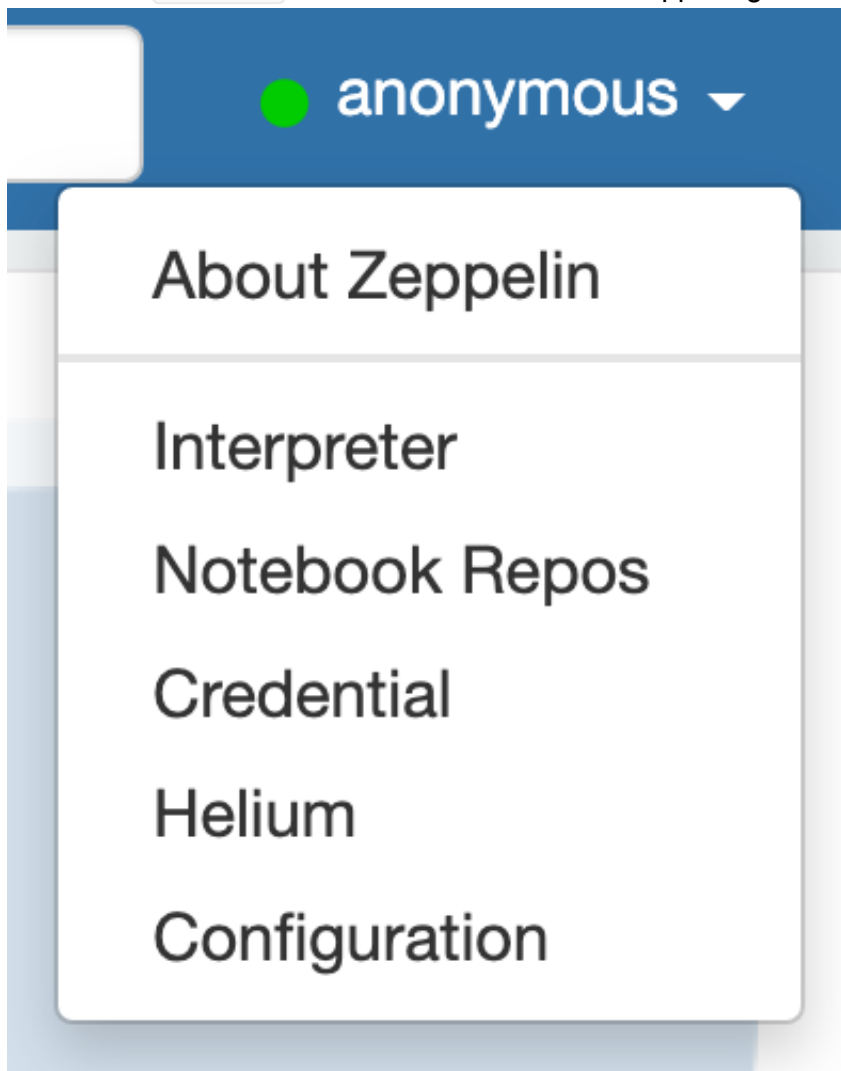 anonymous
About Zeppelin
Interpreter
Notebook Repos
Credential
Helium
Configuration